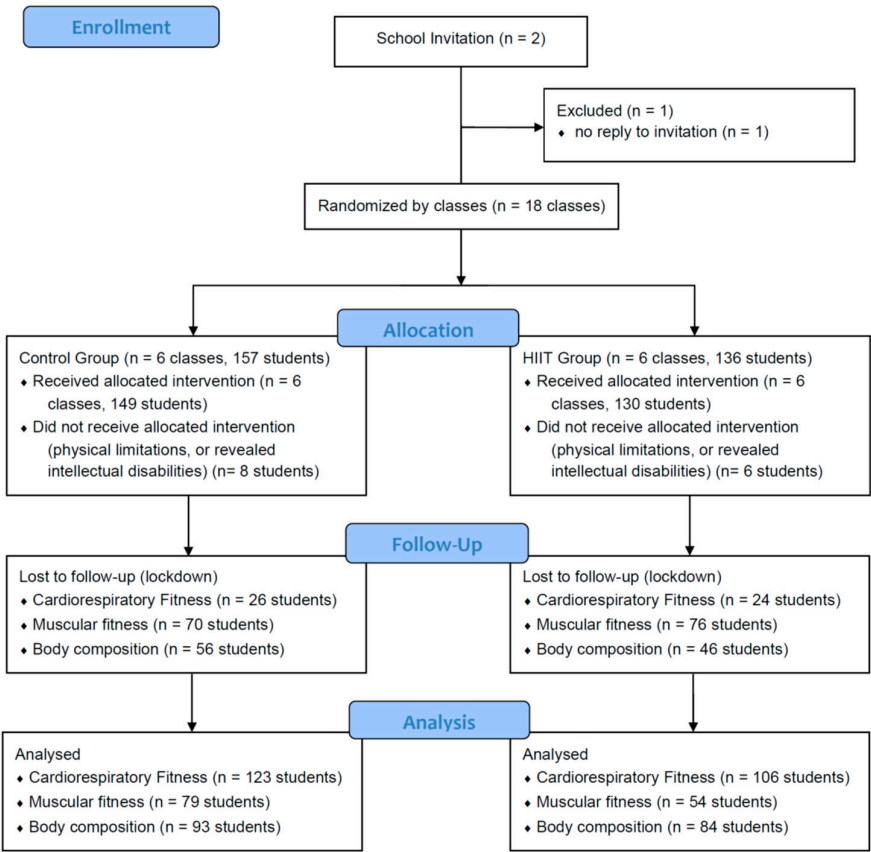 Enrollment
School Invitation (n = 2)
Excluded (n = 1)
♦ no reply to invitation (n = 1)
Randomized by classes (n = 18 classes)
Allocation
Control Group (n = 6 classes, 157 students)
♦ Received allocated intervention (n = 6
classes, 149 students)
♦ Did not receive allocated intervention
(physical limitations, or revealed
intellectual disabilities) (n= 8 students)
HIIT Group (n = 6 classes, 136 students)
♦ Received allocated intervention (n = 6
classes, 130 students)
♦ Did not receive allocated intervention
(physical limitations, or revealed
intellectual disabilities) (n= 6 students)
Follow-Up
Lost to follow-up (lockdown)
♦ Cardiorespiratory Fitness (n = 26 students)
♦ Muscular fitness (n = 70 students)
♦ Body composition (n = 56 students)
Lost to follow-up (lockdown)
♦ Cardiorespiratory Fitness (n = 24 students)
♦ Muscular fitness (n = 76 students)
♦ Body composition (n = 46 students)
Analysis
Analysed
♦ Cardiorespiratory Fitness (n = 123 students)
♦ Muscular fitness (n = 79 students)
♦ Body composition (n = 93 students)
Analysed
♦ Cardiorespiratory Fitness (n = 106 students)
♦ Muscular fitness (n = 54 students)
♦ Body composition (n = 84 students)